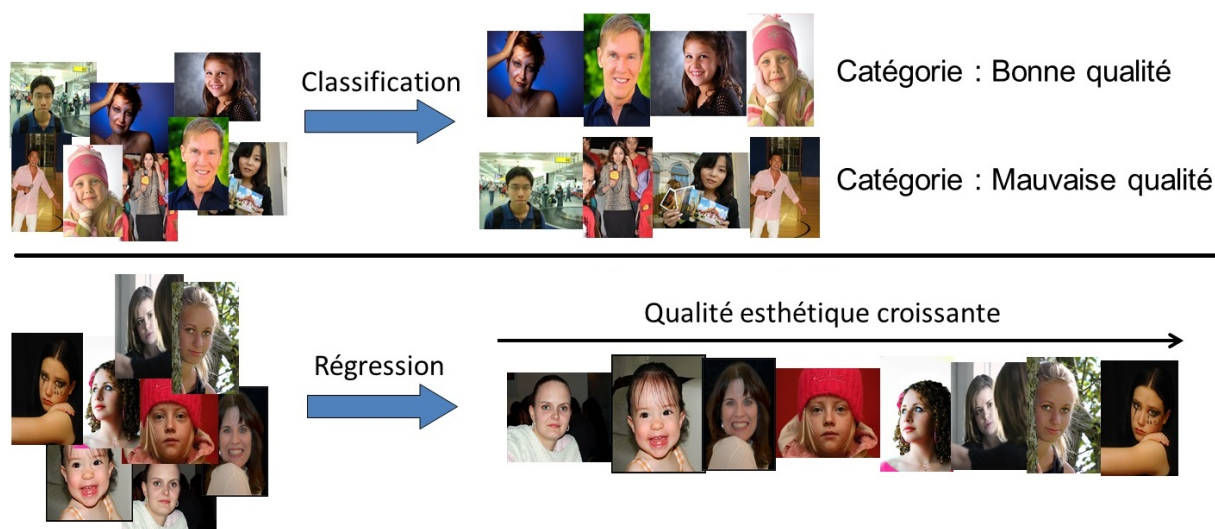 Classification
Catégorie : Bonne qualité
Catégorie : Mauvaise qualité
Qualité esthétique croissante
Régression